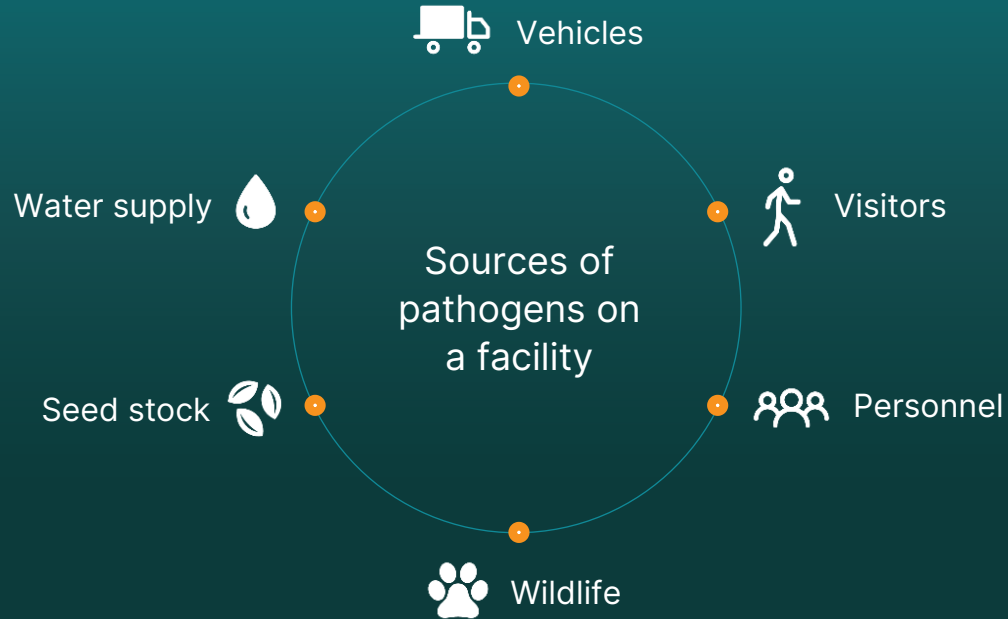 Vehicles
Water supply
Visitors
Sources of
pathogens on
a facility
Seed stock
Personnel
Wildlife